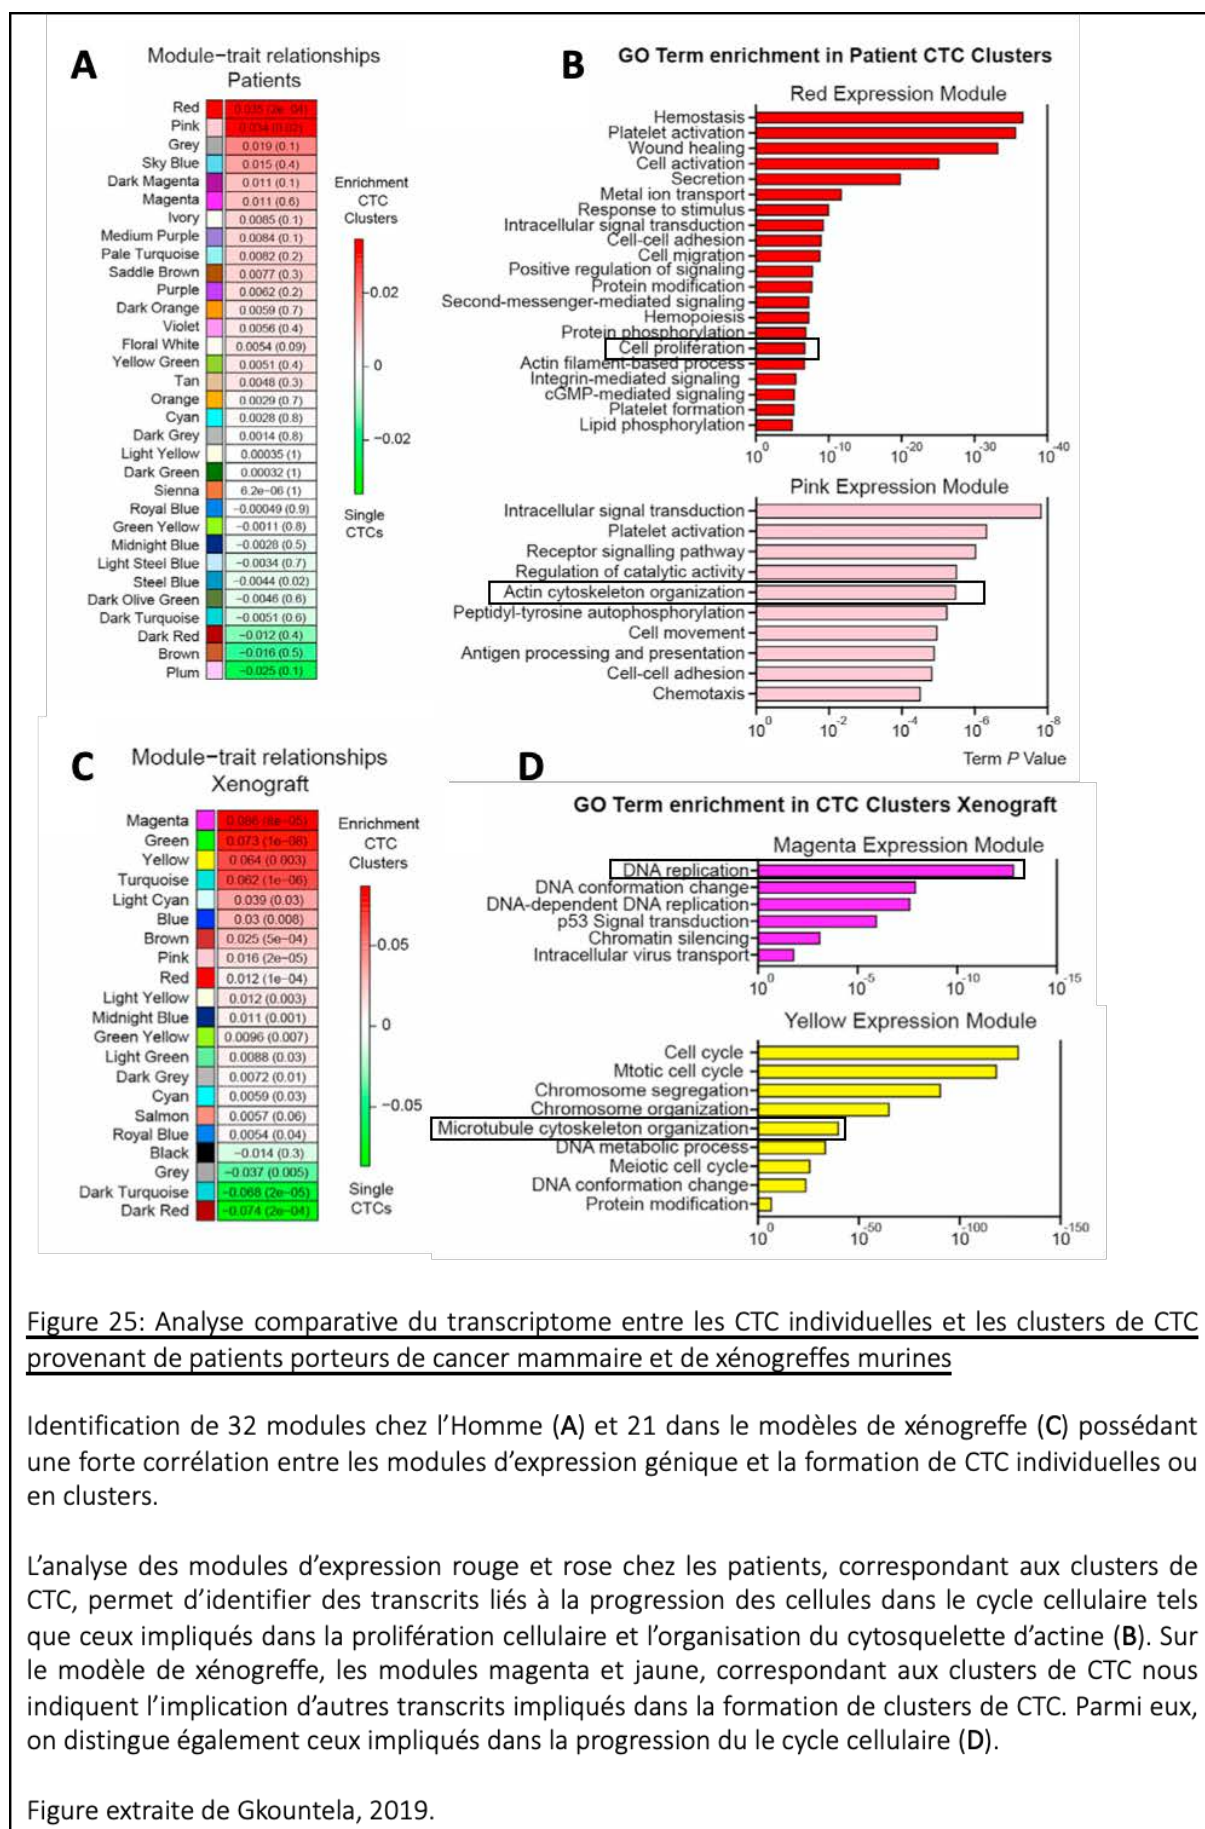 A
Module−trait relationships
Patients
Red 0.035 (2e−04)
Pink 0.034 (0.02)
Grey 0.019 (0.1)
Sky Blue 0.015 (0.4)
Dark Magenta 0.011 (0.1)
Magenta 0.011 (0.6)
Ivory 0.0085 (0.1)
Medium Purple 0.0084 (0.1)
Pale Turquoise 0.0082 (0.2)
Saddle Brown 0.0077 (0.3)
Purple 0.0062 (0.2)
Dark Orange 0.0059 (0.7)
Violet 0.0056 (0.4)
Floral White 0.0054 (0.09)
Yellow Green 0.0051 (0.4)
Tan 0.0048 (0.3)
Orange 0.0029 (0.7)
Cyan 0.0028 (0.8)
Dark Grey 0.0014 (0.8)
Light Yellow 0.00035 (1)
Dark Green 0.00032 (1)
Sienna 6.2e−06 (1)
Royal Blue −0.00049 (0.9)
Green Yellow −0.0011 (0.8)
Midnight Blue −0.0028 (0.5)
Light Steel Blue −0.0034 (0.7)
Steel Blue −0.0044 (0.02)
Dark Olive Green −0.0046 (0.6)
Dark Turquoise −0.0051 (0.6)
Dark Red −0.012 (0.4)
Brown −0.016 (0.5)
Plum −0.025 (0.1)
Enrichment
CTC
Clusters
0.02
0
−0.02
Single
CTCs
B
GO Term enrichment in Patient CTC Clusters
Red Expression Module
Hemostasis
Platelet activation
Wound healing
Cell activation
Secretion
Metal ion transport
Response to stimulus
Intracellular signal transduction
Cell-cell adhesion
Cell migration
Positive regulation of signaling
Protein modification
Second-messenger-mediated signaling
Hemopoiesis
Protein phosphorylation
Cell proliferation
Actin filament-based process
Integrin-mediated signaling
cGMP-mediated signaling
Platelet formation
Lipid phosphorylation
10^0 10^-10 10^-20 10^-30 10^-40
Pink Expression Module
Intracellular signal transduction
Platelet activation
Receptor signalling pathway
Regulation of catalytic activity
Actin cytoskeleton organization
Peptidyl-tyrosine autophosphorylation
Cell movement
Antigen processing and presentation
Cell-cell adhesion
Chemotaxis
10^0 10^-2 10^-4 10^-6 10^-8
Term P Value
C
Module−trait relationships
Xenograft
Magenta 0.086 (8e−05)
Green 0.073 (1e−08)
Yellow 0.064 (0.003)
Turquoise 0.062 (1e−06)
Light Cyan 0.039 (0.03)
Blue 0.03 (0.008)
Brown 0.025 (5e−04)
Pink 0.016 (2e−05)
Red 0.012 (1e−04)
Light Yellow 0.012 (0.003)
Midnight Blue 0.011 (0.001)
Green Yellow 0.0096 (0.007)
Light Green 0.0088 (0.03)
Dark Grey 0.0072 (0.01)
Cyan 0.0059 (0.03)
Salmon 0.0057 (0.06)
Royal Blue 0.0054 (0.04)
Black −0.014 (0.3)
Grey −0.037 (0.005)
Dark Turquoise −0.068 (2e−05)
Dark Red −0.074 (2e−04)
Enrichment
CTC
Clusters
0.05
0
−0.05
Single
CTCs
D
GO Term enrichment in CTC Clusters Xenograft
Magenta Expression Module
DNA replication
DNA conformation change
DNA-dependent DNA replication
p53 Signal transduction
Chromatin silencing
Intracellular virus transport
10^0 10^-5 10^-10 10^-15
Yellow Expression Module
Cell cycle
Mtotic cell cycle
Chromosome segregation
Chromosome organization
Microtubule cytoskeleton organization
DNA metabolic process
Meiotic cell cycle
DNA conformation change
Protein modification
10^0 10^-50 10^-100 10^-150
Figure 25: Analyse comparative du transcriptome entre les CTC individuelles et les clusters de CTC
provenant de patients porteurs de cancer mammaire et de xénogreffes murines
Identification de 32 modules chez l’Homme (A) et 21 dans le modèles de xénogreffe (C) possédant
une forte corrélation entre les modules d’expression génique et la formation de CTC individuelles ou
en clusters.
L’analyse des modules d’expression rouge et rose chez les patients, correspondant aux clusters de
CTC, permet d’identifier des transcrits liés à la progression des cellules dans le cycle cellulaire tels
que ceux impliqués dans la prolifération cellulaire et l’organisation du cytosquelette d’actine (B). Sur
le modèle de xénogreffe, les modules magenta et jaune, correspondant aux clusters de CTC nous
indiquent l’implication d’autres transcrits impliqués dans la formation de clusters de CTC. Parmi eux,
on distingue également ceux impliqués dans la progression du le cycle cellulaire (D).
Figure extraite de Gkountela, 2019.